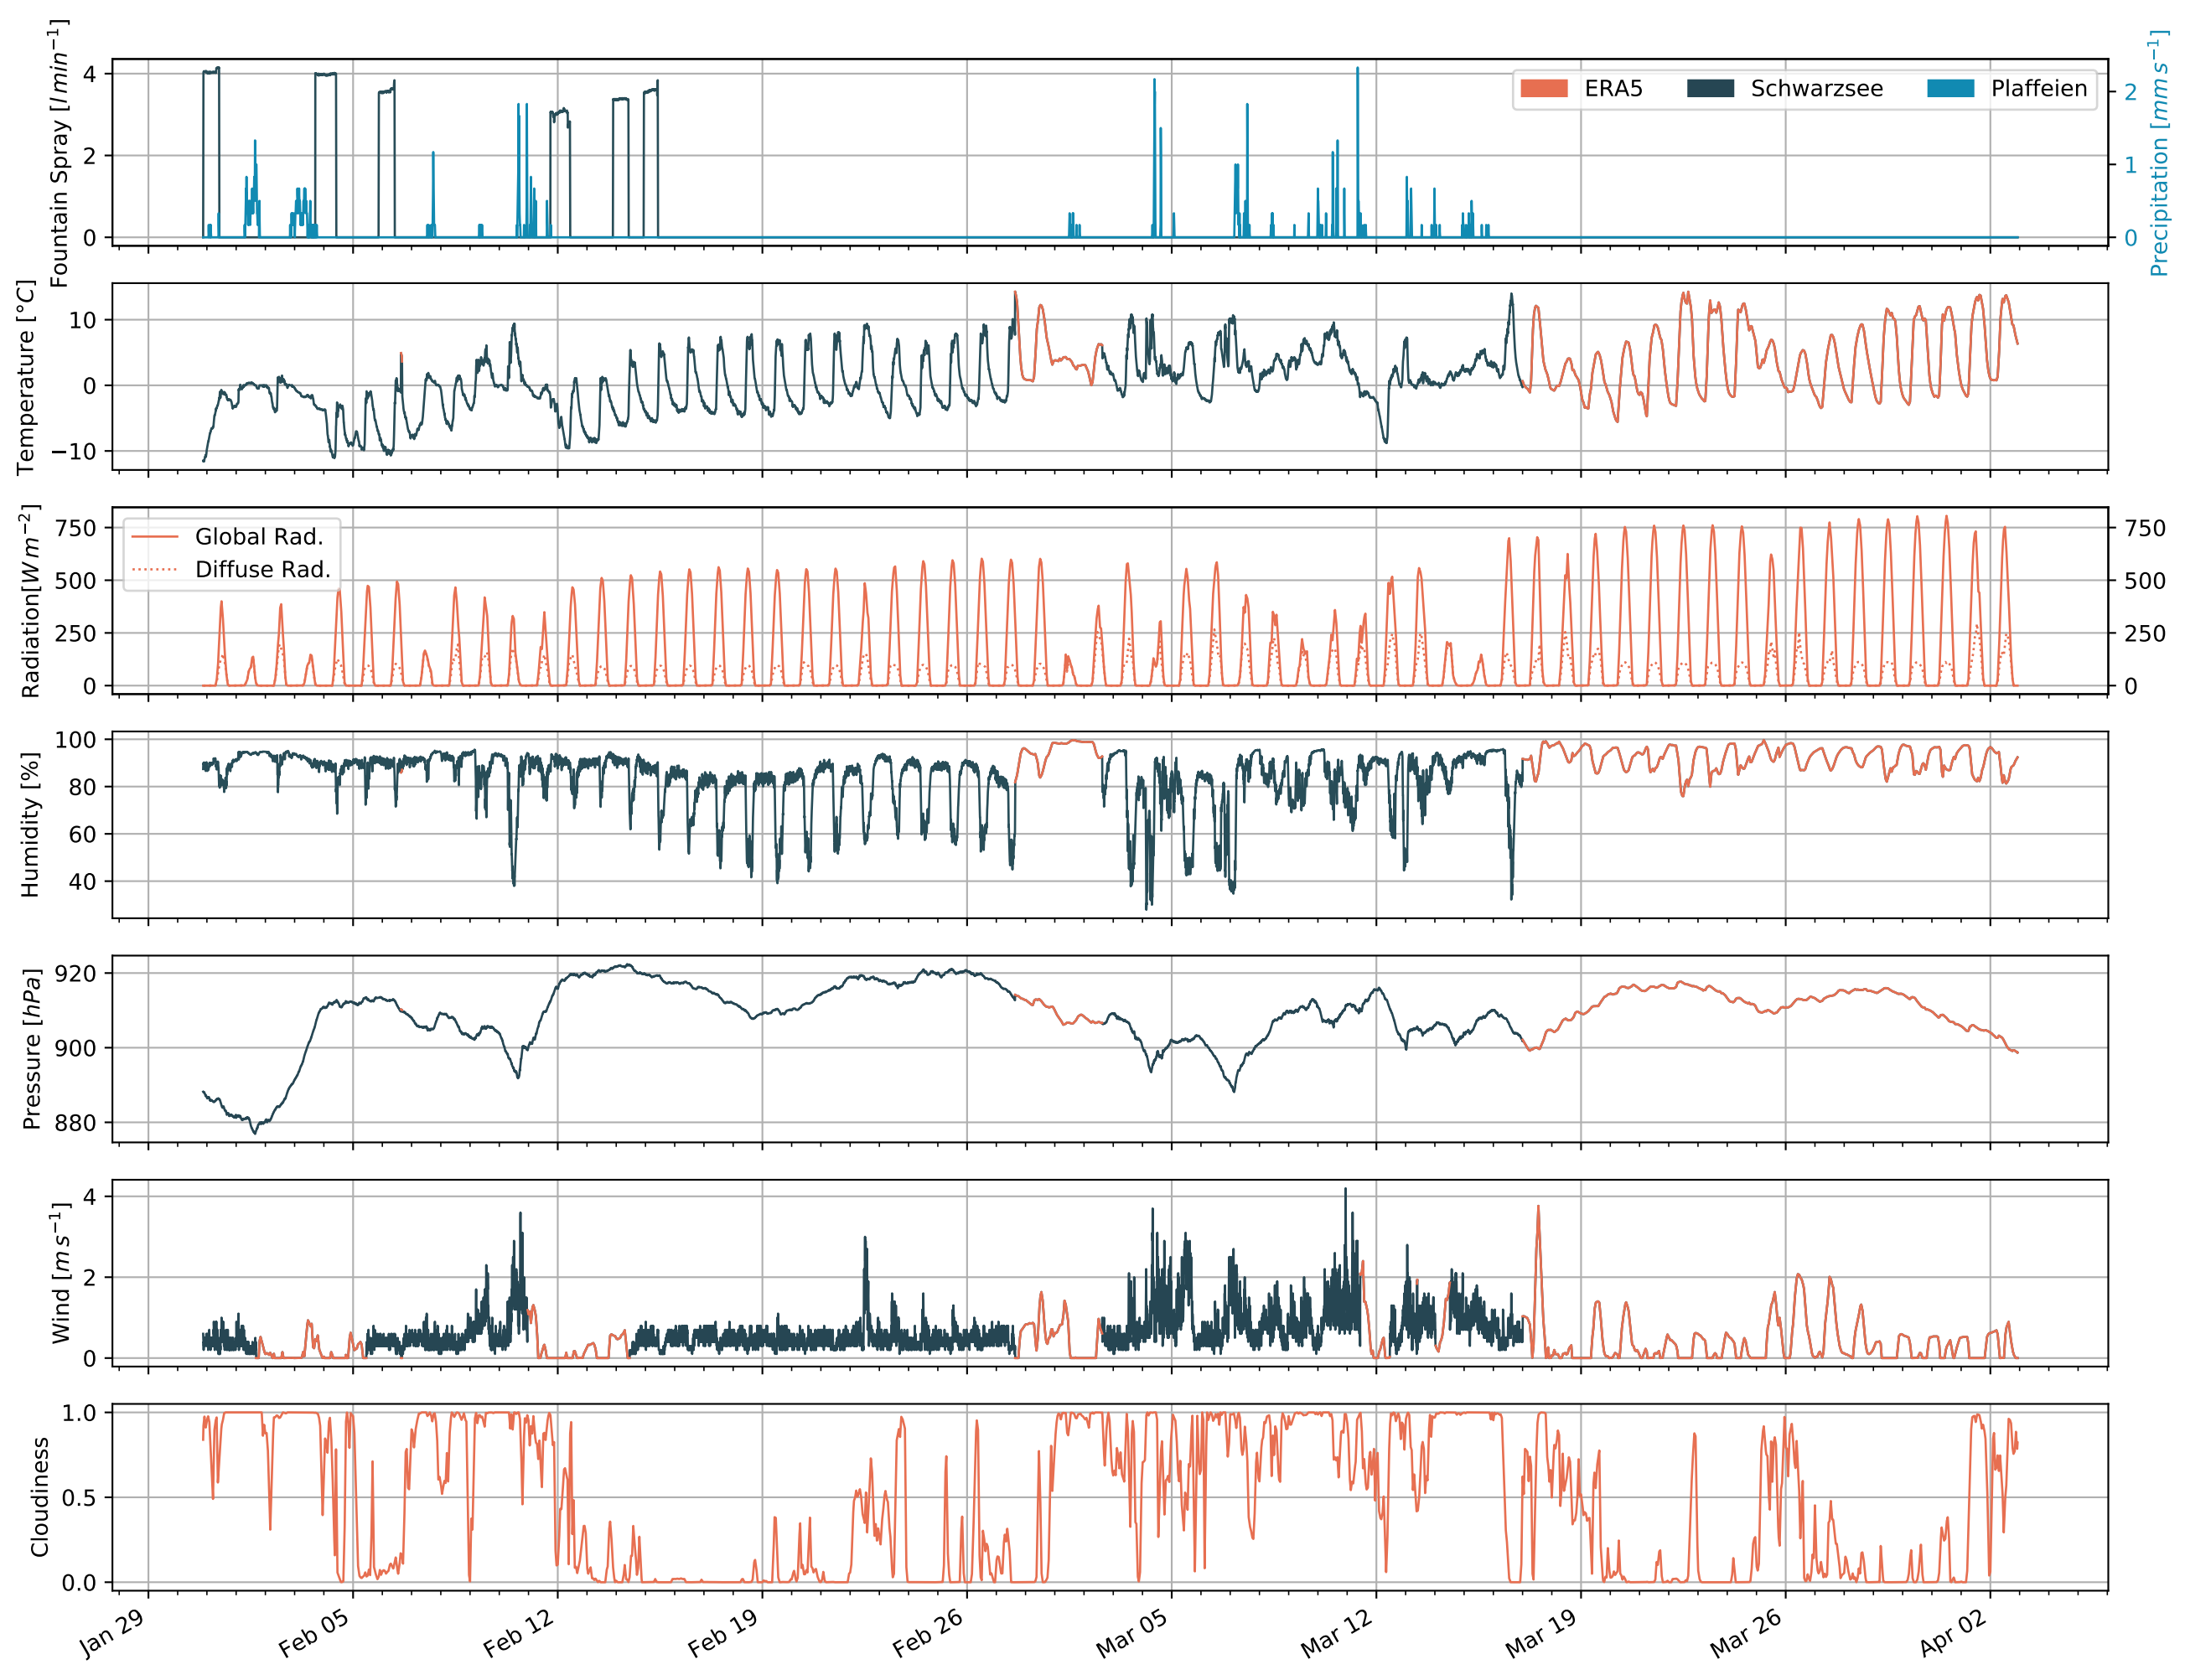 Fountain Spray [l min⁻¹]
4
2
0
ERA5
Schwarzsee
Plaffeien
2
1
0
Precipitation [mm s⁻¹]
Temperature [°C]
10
0
−10
Radiation[W m⁻²]
750
500
250
0
Global Rad.
Diffuse Rad.
750
500
250
0
Humidity [%]
100
80
60
40
Pressure [hPa]
920
900
880
Wind [m s⁻¹]
4
2
0
Cloudiness
1.0
0.5
0.0
Jan 29
Feb 05
Feb 12
Feb 19
Feb 26
Mar 05
Mar 12
Mar 19
Mar 26
Apr 02